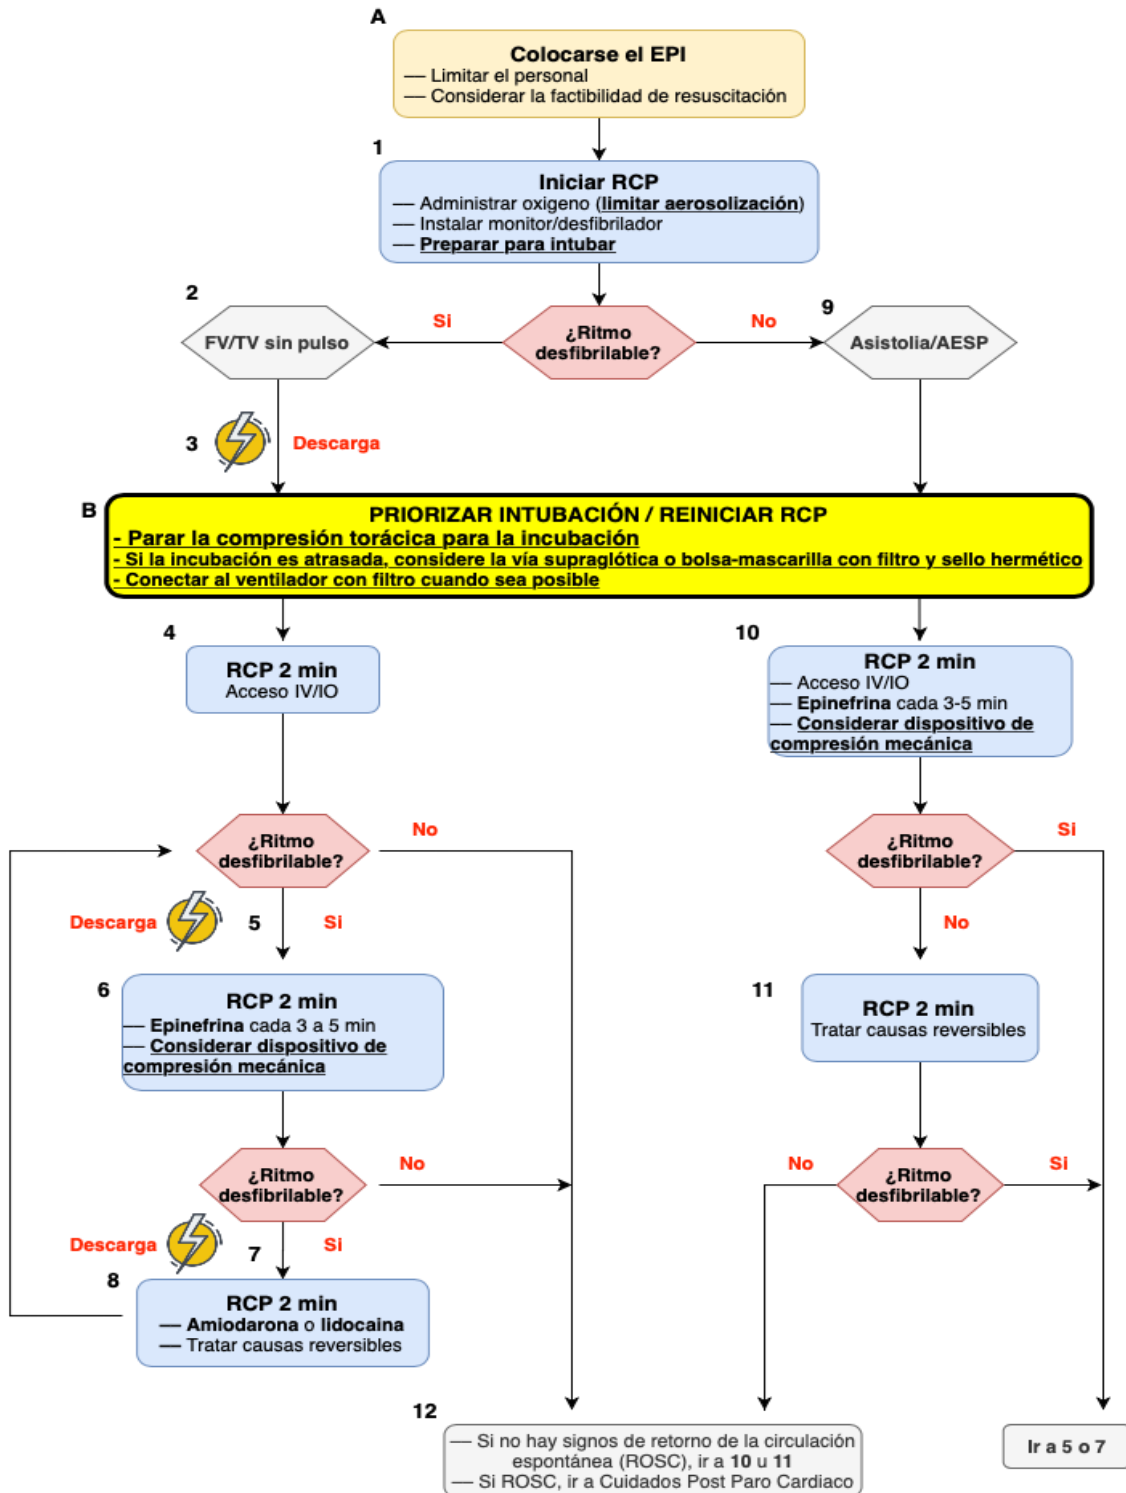 A
Colocarse el EPI
— Limitar el personal
— Considerar la factibilidad de resuscitación
1
Iniciar RCP
— Administrar oxigeno (limitar aerosolización)
— Instalar monitor/desfibrilador
— Preparar para intubar
2
Si
¿Ritmo
desfibrilable?
No
9
FV/TV sin pulso
Asistolia/AESP
3
Descarga
B
PRIORIZAR INTUBACIÓN / REINICIAR RCP
- Parar la compresión torácica para la incubación
- Si la incubación es atrasada, considere la vía supraglótica o bolsa-mascarilla con filtro y sello hermético
- Conectar al ventilador con filtro cuando sea posible
4
RCP 2 min
Acceso IV/IO
10
RCP 2 min
— Acceso IV/IO
— Epinefrina cada 3-5 min
— Considerar dispositivo de
compresión mecánica
¿Ritmo
desfibrilable?
No
¿Ritmo
desfibrilable?
Si
Descarga
5
Si
No
6
RCP 2 min
— Epinefrina cada 3 a 5 min
— Considerar dispositivo de
compresión mecánica
11
RCP 2 min
Tratar causas reversibles
¿Ritmo
desfibrilable?
No
No
¿Ritmo
desfibrilable?
Si
Descarga
7
Si
8
RCP 2 min
— Amiodarona o lidocaina
— Tratar causas reversibles
12
— Si no hay signos de retorno de la circulación
espontánea (ROSC), ir a 10 u 11
— Si ROSC, ir a Cuidados Post Paro Cardiaco
Ir a 5 o 7